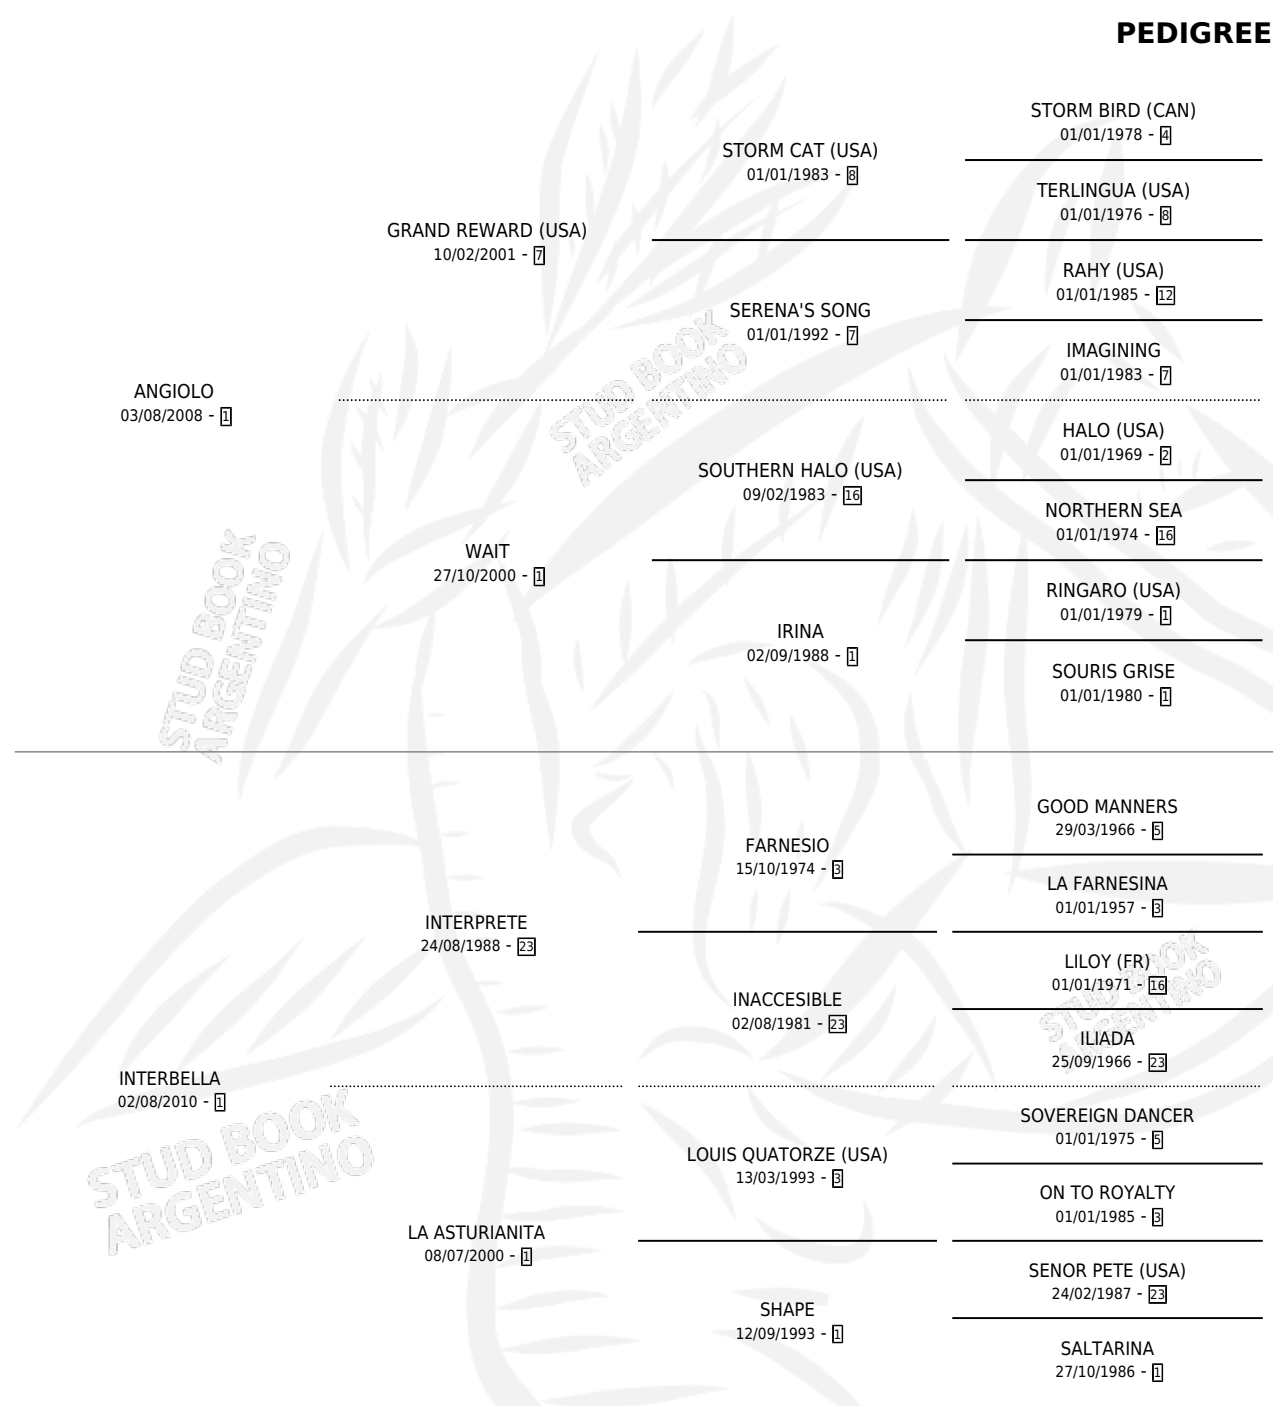 PEDIGREE
STORM BIRD (CAN)
01/01/1978 - 4
STORM CAT (USA)
01/01/1983 - 8
TERLINGUA (USA)
01/01/1976 - 8
GRAND REWARD (USA)
10/02/2001 - 7
RAHY (USA)
01/01/1985 - 12
SERENA'S SONG
01/01/1992 - 7
IMAGINING
01/01/1983 - 7
ANGIOLO
03/08/2008 - 1
HALO (USA)
01/01/1969 - 2
SOUTHERN HALO (USA)
09/02/1983 - 16
NORTHERN SEA
01/01/1974 - 16
WAIT
27/10/2000 - 1
RINGARO (USA)
01/01/1979 - 1
IRINA
02/09/1988 - 1
SOURIS GRISE
01/01/1980 - 1
GOOD MANNERS
29/03/1966 - 5
FARNESIO
15/10/1974 - 3
LA FARNESINA
01/01/1957 - 3
INTERPRETE
24/08/1988 - 23
LILOY (FR)
01/01/1971 - 16
INACCESIBLE
02/08/1981 - 23
ILIADA
25/09/1966 - 23
INTERBELLA
02/08/2010 - 1
SOVEREIGN DANCER
01/01/1975 - 5
LOUIS QUATORZE (USA)
13/03/1993 - 3
ON TO ROYALTY
01/01/1985 - 3
LA ASTURIANITA
08/07/2000 - 1
SENOR PETE (USA)
24/02/1987 - 23
SHAPE
12/09/1993 - 1
SALTARINA
27/10/1986 - 1
STUD BOOK
ARGENTINO
STUD BOOK
ARGENTINO
STUD BOOK
ARGENTINO
STUD BOOK
ARGENTINO